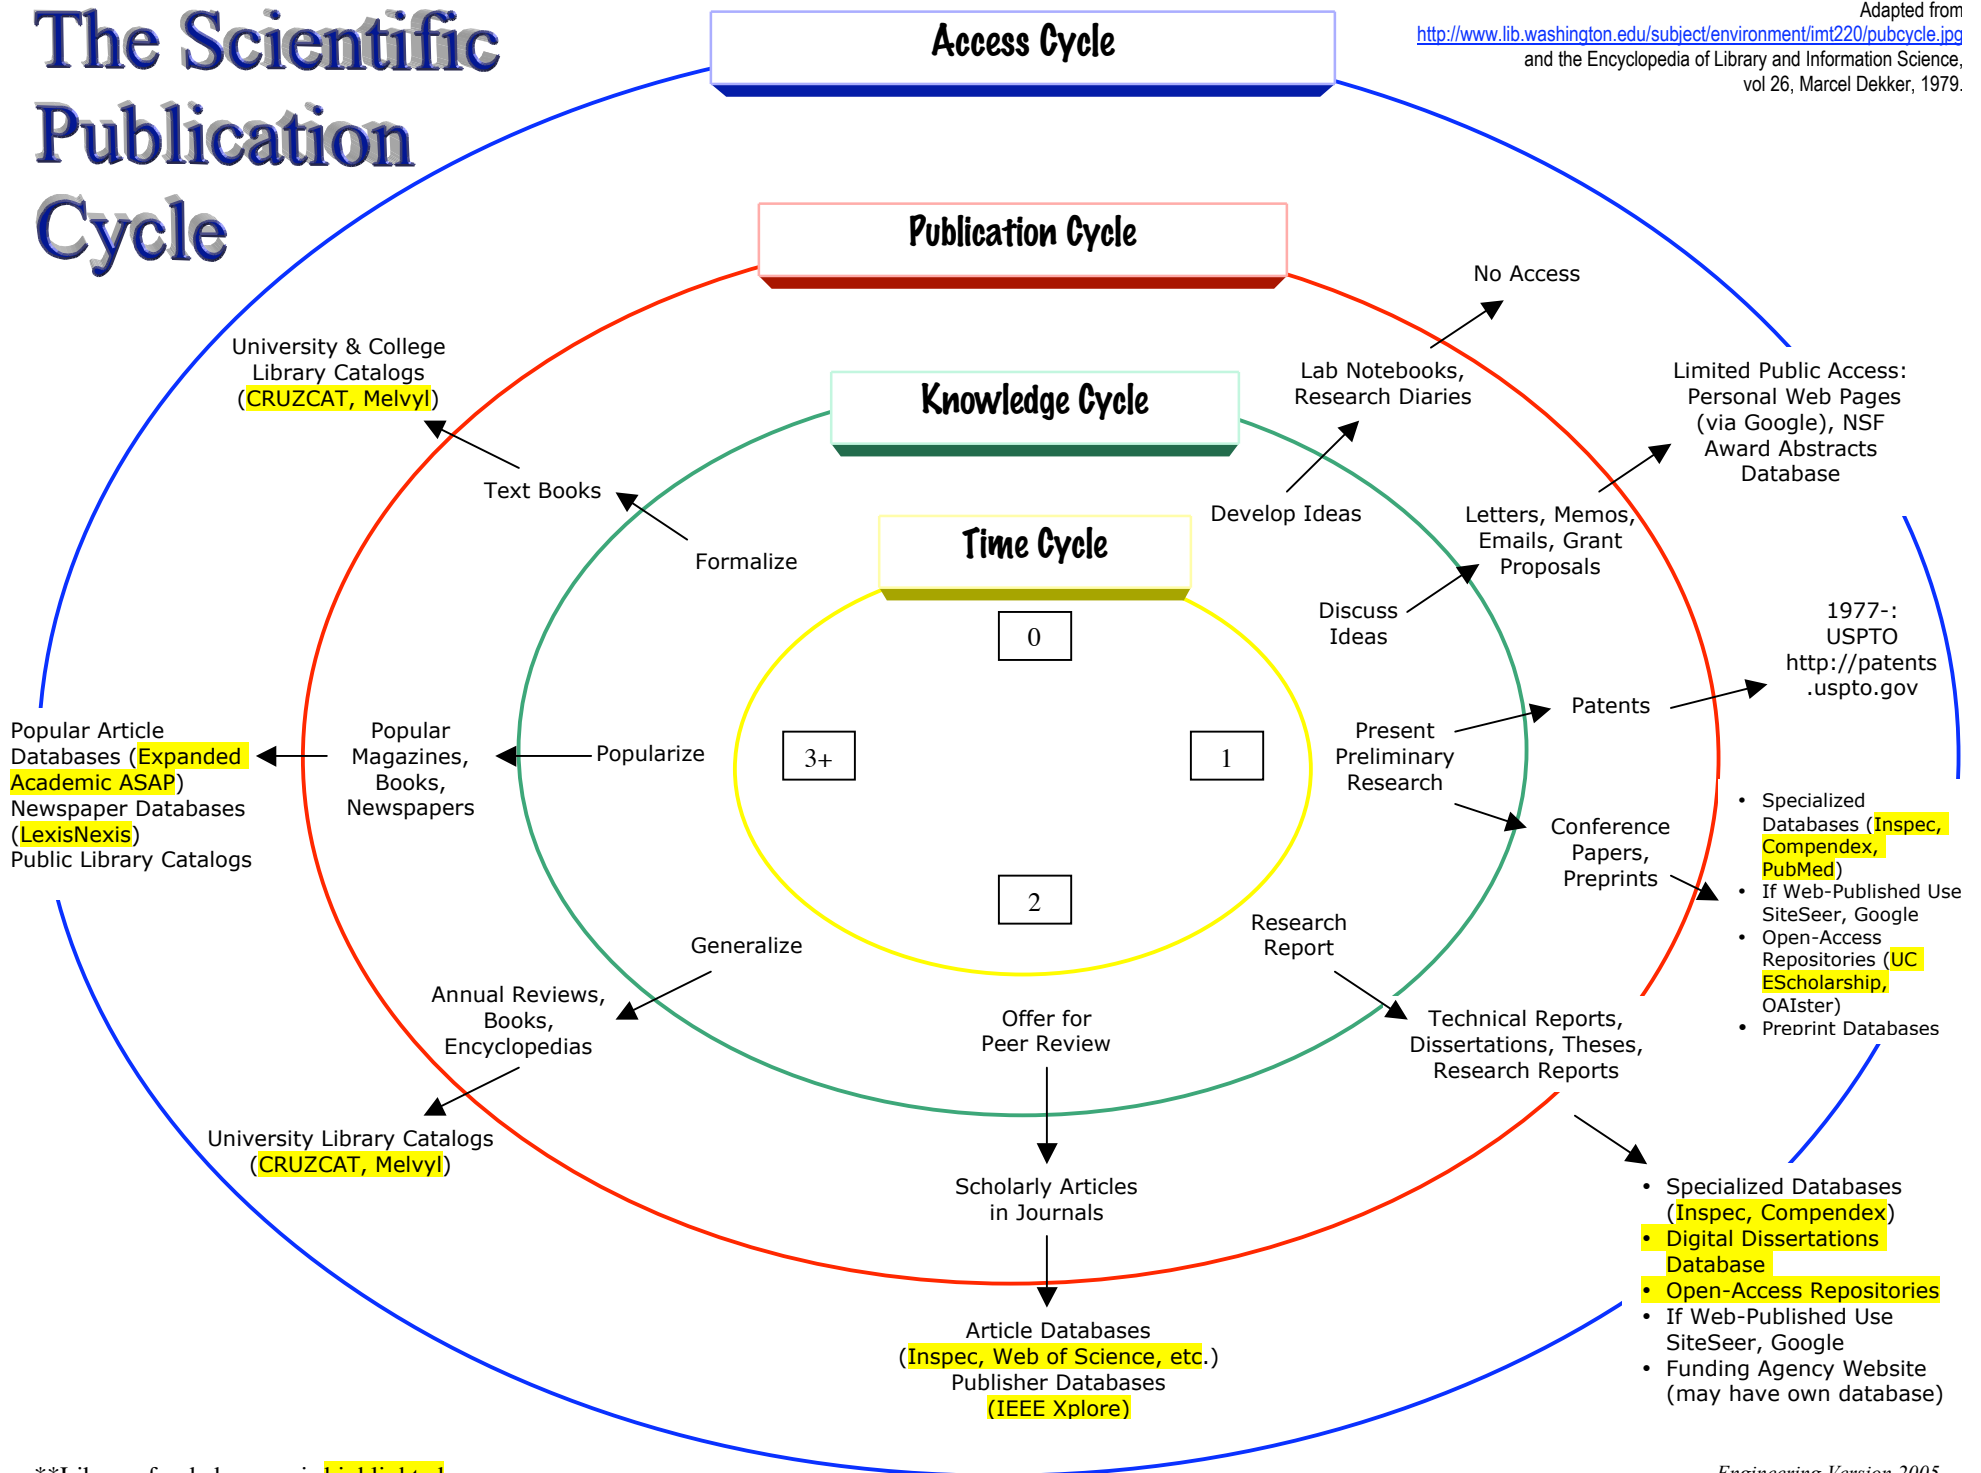 The Scientific
Publication
Cycle
Adapted from
http://www.lib.washington.edu/subject/environment/imt220/pubcycle.jpg
and the Encyclopedia of Library and Information Science,
vol 26, Marcel Dekker, 1979.
Access Cycle
Publication Cycle
Knowledge Cycle
Time Cycle
0
1
2
3+
Develop Ideas
Lab Notebooks,
Research Diaries
No Access
Discuss
Ideas
Letters, Memos,
Emails, Grant
Proposals
Limited Public Access:
Personal Web Pages
(via Google), NSF
Award Abstracts
Database
Present
Preliminary
Research
Patents
1977-:
USPTO
http://patents
.uspto.gov
Conference
Papers,
Preprints
• Specialized
Databases (Inspec,
Compendex,
PubMed)
• If Web-Published Use
SiteSeer, Google
• Open-Access
Repositories (UC
EScholarship,
OAIster)
• Preprint Databases
Research
Report
Technical Reports,
Dissertations, Theses,
Research Reports
• Specialized Databases
(Inspec, Compendex)
• Digital Dissertations
Database
• Open-Access Repositories
• If Web-Published Use
SiteSeer, Google
• Funding Agency Website
(may have own database)
Offer for
Peer Review
Scholarly Articles
in Journals
Article Databases
(Inspec, Web of Science, etc.)
Publisher Databases
(IEEE Xplore)
Generalize
Annual Reviews,
Books,
Encyclopedias
University Library Catalogs
(CRUZCAT, Melvyl)
Popularize
Popular
Magazines,
Books,
Newspapers
Popular Article
Databases (Expanded
Academic ASAP)
Newspaper Databases
(LexisNexis)
Public Library Catalogs
Formalize
Text Books
University & College
Library Catalogs
(CRUZCAT, Melvyl)
is highlighted
Engineering Version 2005